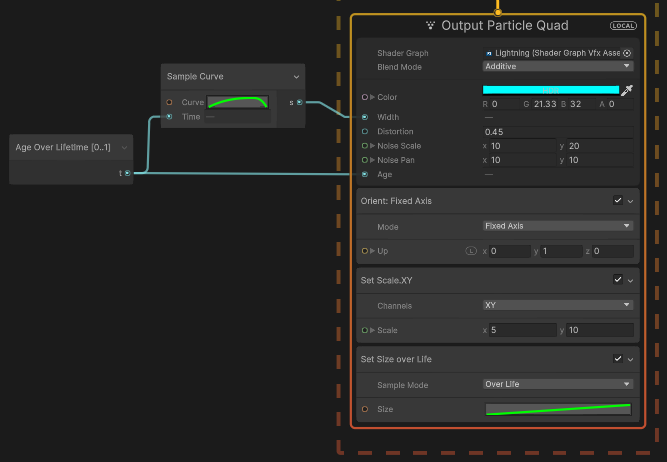 Output Particle Quad
LOCAL
Shader Graph
Lightning (Shader Graph Vfx Asse
Blend Mode
Additive
Color
R 0 G 21.33 B 32 A 0
Width —
Distortion
0.45
Noise Scale
x 10 y 20
Noise Pan
x 10 y 10
Age —
Sample Curve
Curve
s
Time —
Age Over Lifetime [0..1]
t
Orient: Fixed Axis
Mode
Fixed Axis
Up
L x 0 y 1 z 0
Set Scale.XY
Channels
XY
Scale
x 5 y 10
Set Size over Life
Sample Mode
Over Life
Size